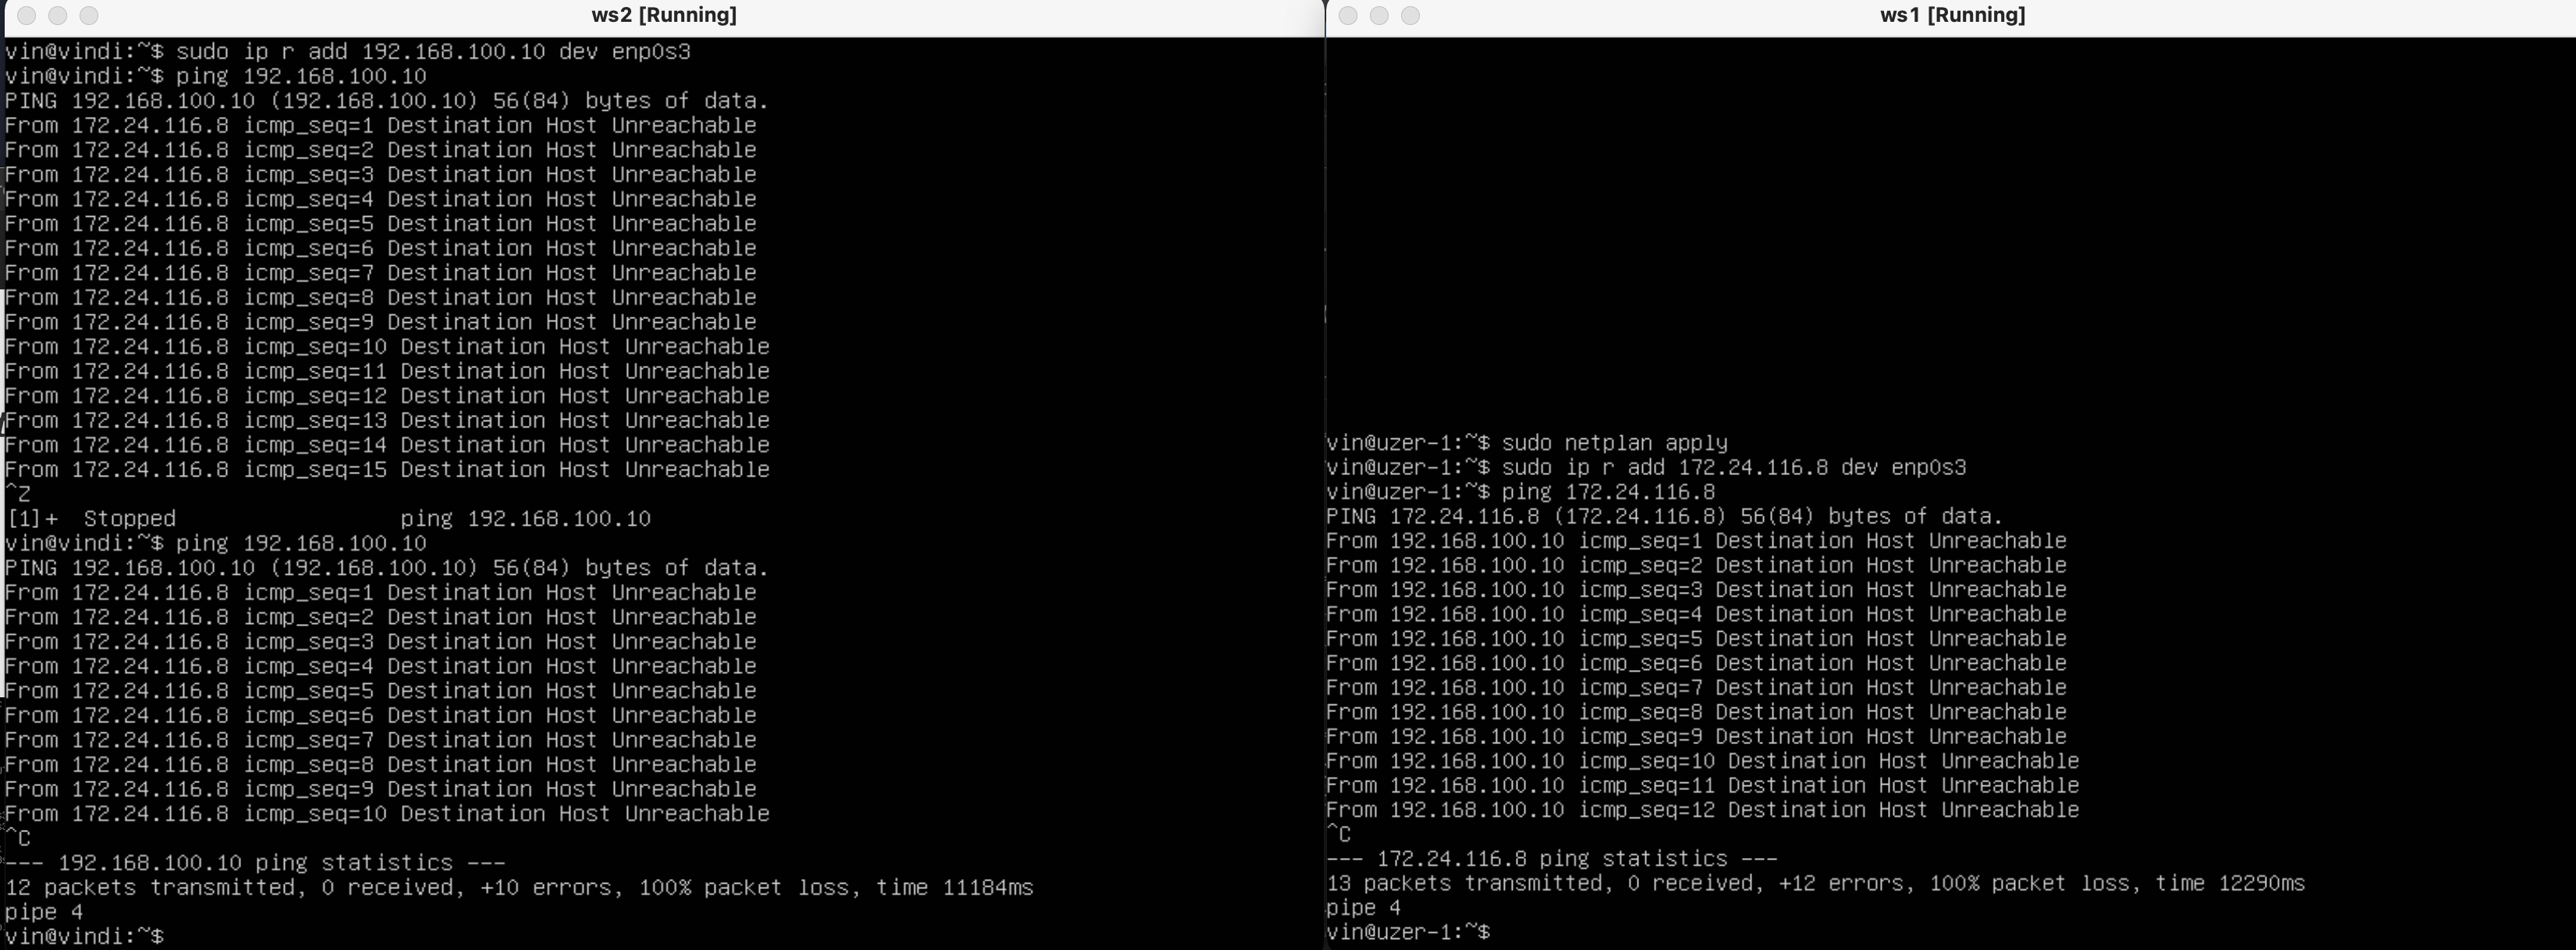 ws2 [Running]
vin@vindi:~$ sudo ip r add 192.168.100.10 dev enp0s3
vin@vindi:~$ ping 192.168.100.10
PING 192.168.100.10 (192.168.100.10) 56(84) bytes of data.
From 172.24.116.8 icmp_seq=1 Destination Host Unreachable
From 172.24.116.8 icmp_seq=2 Destination Host Unreachable
From 172.24.116.8 icmp_seq=3 Destination Host Unreachable
From 172.24.116.8 icmp_seq=4 Destination Host Unreachable
From 172.24.116.8 icmp_seq=5 Destination Host Unreachable
From 172.24.116.8 icmp_seq=6 Destination Host Unreachable
From 172.24.116.8 icmp_seq=7 Destination Host Unreachable
From 172.24.116.8 icmp_seq=8 Destination Host Unreachable
From 172.24.116.8 icmp_seq=9 Destination Host Unreachable
From 172.24.116.8 icmp_seq=10 Destination Host Unreachable
From 172.24.116.8 icmp_seq=11 Destination Host Unreachable
From 172.24.116.8 icmp_seq=12 Destination Host Unreachable
From 172.24.116.8 icmp_seq=13 Destination Host Unreachable
From 172.24.116.8 icmp_seq=14 Destination Host Unreachable
From 172.24.116.8 icmp_seq=15 Destination Host Unreachable
^Z
[1]+  Stopped                 ping 192.168.100.10
vin@vindi:~$ ping 192.168.100.10
PING 192.168.100.10 (192.168.100.10) 56(84) bytes of data.
From 172.24.116.8 icmp_seq=1 Destination Host Unreachable
From 172.24.116.8 icmp_seq=2 Destination Host Unreachable
From 172.24.116.8 icmp_seq=3 Destination Host Unreachable
From 172.24.116.8 icmp_seq=4 Destination Host Unreachable
From 172.24.116.8 icmp_seq=5 Destination Host Unreachable
From 172.24.116.8 icmp_seq=6 Destination Host Unreachable
From 172.24.116.8 icmp_seq=7 Destination Host Unreachable
From 172.24.116.8 icmp_seq=8 Destination Host Unreachable
From 172.24.116.8 icmp_seq=9 Destination Host Unreachable
From 172.24.116.8 icmp_seq=10 Destination Host Unreachable
^C
--- 192.168.100.10 ping statistics ---
12 packets transmitted, 0 received, +10 errors, 100% packet loss, time 11184ms
pipe 4
vin@vindi:~$
ws1 [Running]
vin@uzer-1:~$ sudo netplan apply
vin@uzer-1:~$ sudo ip r add 172.24.116.8 dev enp0s3
vin@uzer-1:~$ ping 172.24.116.8
PING 172.24.116.8 (172.24.116.8) 56(84) bytes of data.
From 192.168.100.10 icmp_seq=1 Destination Host Unreachable
From 192.168.100.10 icmp_seq=2 Destination Host Unreachable
From 192.168.100.10 icmp_seq=3 Destination Host Unreachable
From 192.168.100.10 icmp_seq=4 Destination Host Unreachable
From 192.168.100.10 icmp_seq=5 Destination Host Unreachable
From 192.168.100.10 icmp_seq=6 Destination Host Unreachable
From 192.168.100.10 icmp_seq=7 Destination Host Unreachable
From 192.168.100.10 icmp_seq=8 Destination Host Unreachable
From 192.168.100.10 icmp_seq=9 Destination Host Unreachable
From 192.168.100.10 icmp_seq=10 Destination Host Unreachable
From 192.168.100.10 icmp_seq=11 Destination Host Unreachable
From 192.168.100.10 icmp_seq=12 Destination Host Unreachable
^C
--- 172.24.116.8 ping statistics ---
13 packets transmitted, 0 received, +12 errors, 100% packet loss, time 12290ms
pipe 4
vin@uzer-1:~$